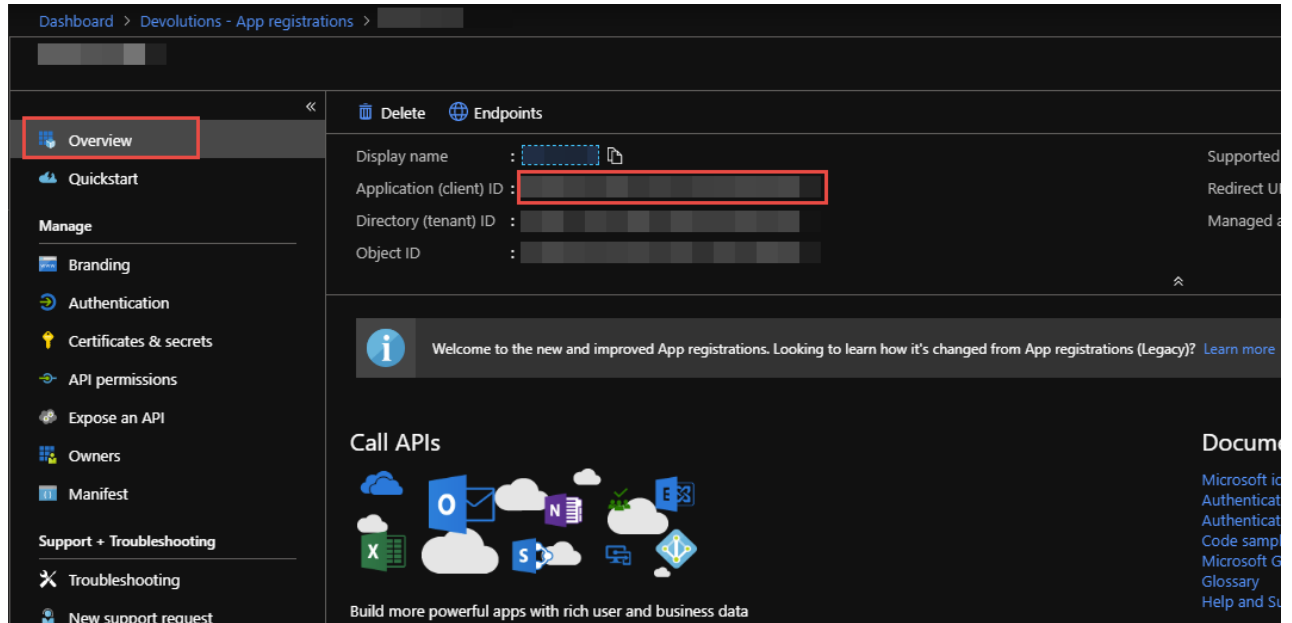 Dashboard > Devolutions - App registrations >
«
Delete Endpoints
Overview
Quickstart
Manage
Branding
Authentication
Certificates & secrets
API permissions
Expose an API
Owners
Manifest
Support + Troubleshooting
Troubleshooting
New support request
Display name :
Application (client) ID :
Directory (tenant) ID :
Object ID :
Supported
Redirect U
Managed a
Welcome to the new and improved App registrations. Looking to learn how it's changed from App registrations (Legacy)? Learn more
Call APIs
O
N
E
X
S
Build more powerful apps with rich user and business data
Docume
Microsoft ic
Authenticat
Authenticat
Code sampl
Microsoft G
Glossary
Help and Su